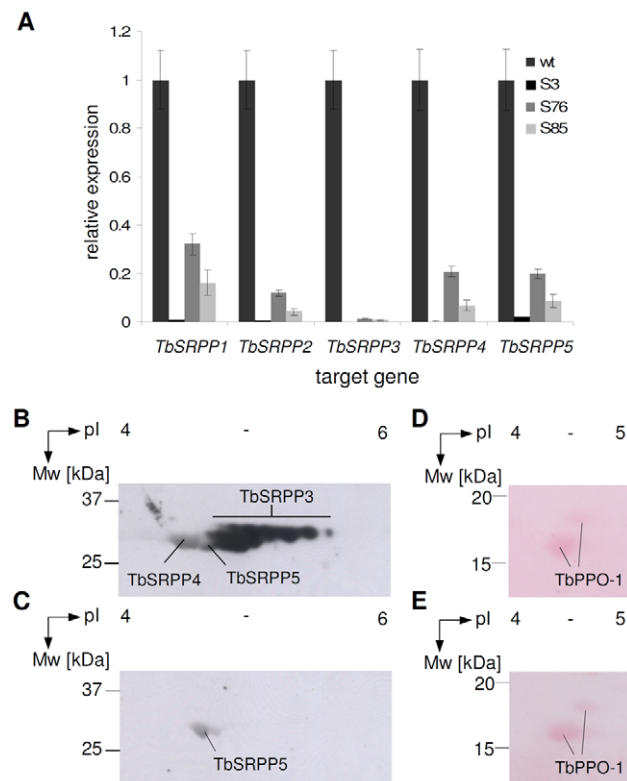 A
1.2
1
0.8
0.6
0.4
0.2
0
relative expression
wt
S3
S76
S85
TbSRPP1 TbSRPP2 TbSRPP3 TbSRPP4 TbSRPP5
target gene
B
pI 4 - 6
Mw [kDa]
37
25
TbSRPP3
TbSRPP4
TbSRPP5
C
pI 4 - 6
Mw [kDa]
37
25
TbSRPP5
D
pI 4 - 5
Mw [kDa]
20
16
TbPPO-1
E
pI 4 - 5
Mw [kDa]
20
15
TbPPO-1